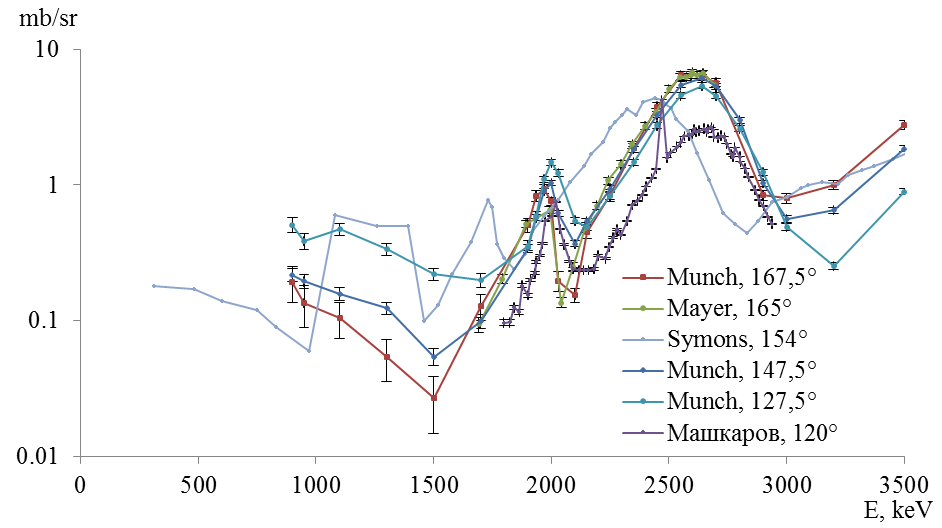 mb/sr
10
1
0.1
0.01
Munch, 167,5°
Mayer, 165°
Symons, 154°
Munch, 147,5°
Munch, 127,5°
Машкаров, 120°
0 500 1000 1500 2000 2500 3000 3500
E, keV